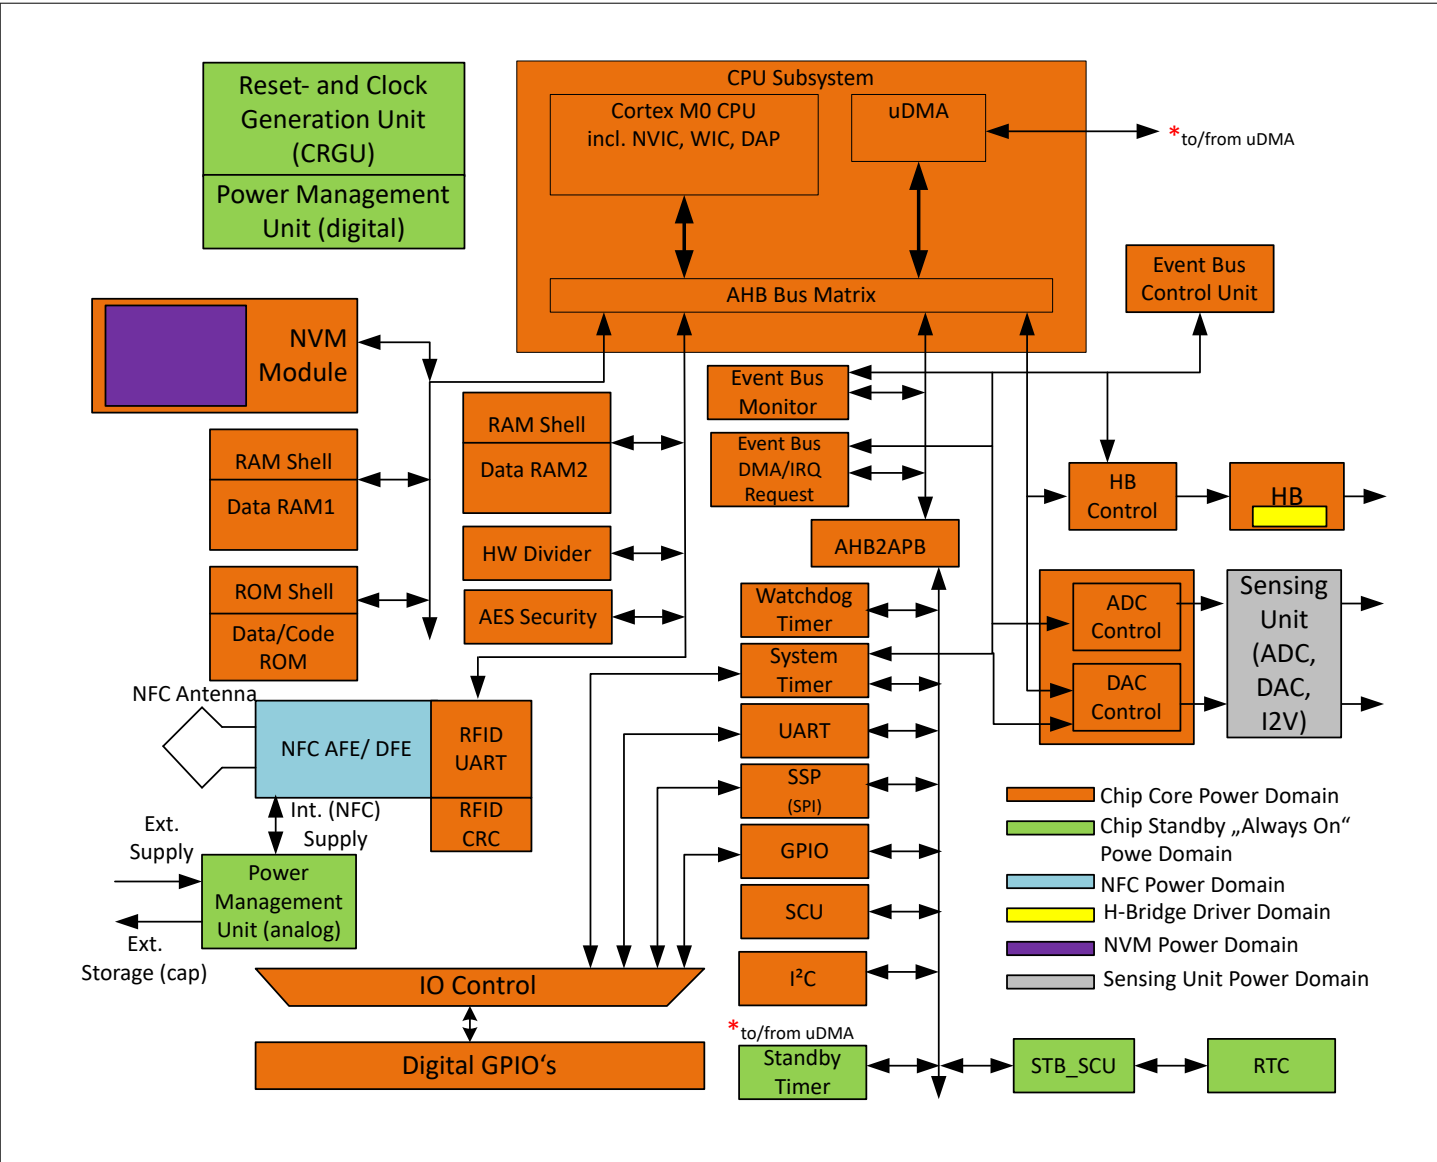 Reset- and Clock
Generation Unit
(CRGU)
Power Management
Unit (digital)
CPU Subsystem
Cortex M0 CPU
incl. NVIC, WIC, DAP
uDMA
*to/from uDMA
AHB Bus Matrix
Event Bus
Control Unit
NVM
Module
RAM Shell
Data RAM1
ROM Shell
Data/Code
ROM
RAM Shell
Data RAM2
HW Divider
AES Security
Event Bus
Monitor
Event Bus
DMA/IRQ
Request
AHB2APB
HB
Control
HB
Watchdog
Timer
System
Timer
UART
SSP
(SPI)
GPIO
SCU
I²C
*to/from uDMA
Standby
Timer
STB_SCU
RTC
ADC
Control
DAC
Control
Sensing
Unit
(ADC,
DAC,
I2V)
NFC Antenna
NFC AFE/ DFE
RFID
UART
RFID
CRC
Int. (NFC)
Supply
Ext.
Supply
Power
Management
Unit (analog)
Ext.
Storage (cap)
IO Control
Digital GPIO‘s
Chip Core Power Domain
Chip Standby „Always On“
Powe Domain
NFC Power Domain
H-Bridge Driver Domain
NVM Power Domain
Sensing Unit Power Domain